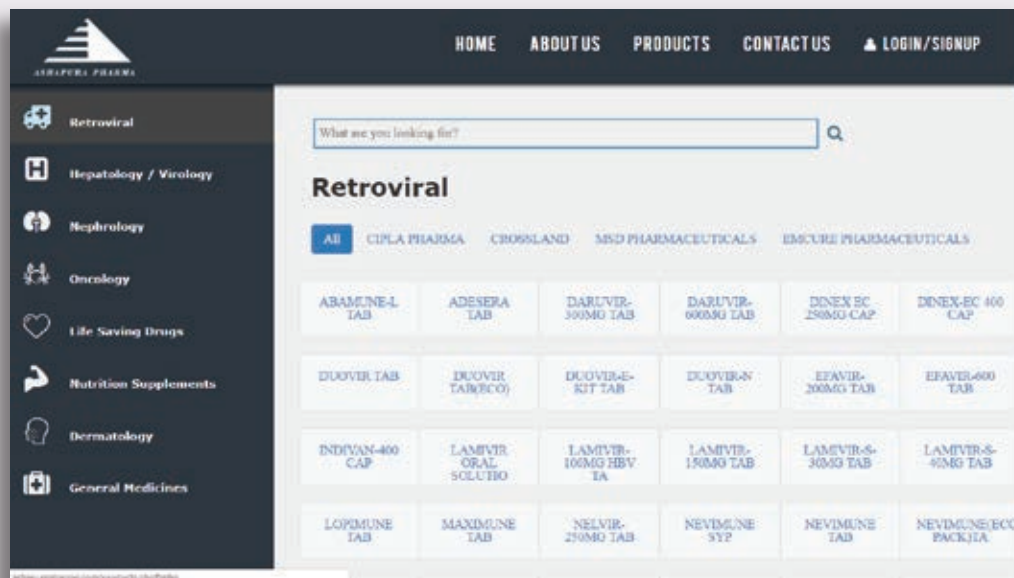 HOME ABOUT US PRODUCTS CONTACT US LOGIN/SIGNUP
ASHAPURA PHARMA
Retroviral
Hepatology / Virology
Nephrology
Oncology
Life Saving Drugs
Nutrition Supplements
Dermatology
General Medicines
What are you looking for?
Retroviral
All CIPLA PHARMA CROSSLAND MSD PHARMACEUTICALS EMCURE PHARMACEUTICALS
ABAMUNE-L ADESERA DARUVIR- DARUVIR- DINEX EC DINEX-EC 400
TAB TAB 300MG TAB 600MG TAB 250MG CAP CAP
DUOVIR TAB DUOVIR DUOVIR-E- DUOVIR-N EFAVIR- EFAVIR-600
TAB(ECO) KIT TAB TAB 200MG TAB TAB
INDIVAN-400 LAMIVIR LAMIVIR- LAMIVIR- LAMIVIR-S- LAMIVIR-S-
CAP ORAL 100MG HBV 150MG TAB 30MG TAB 40MG TAB
SOLUTIO TA
LOPIMUNE MAXIMUNE NELVIR- NEVIMUNE NEVIMUNE NEVIMUNE(ECO
TAB TAB 250MG TAB SYP TAB PACK)TA